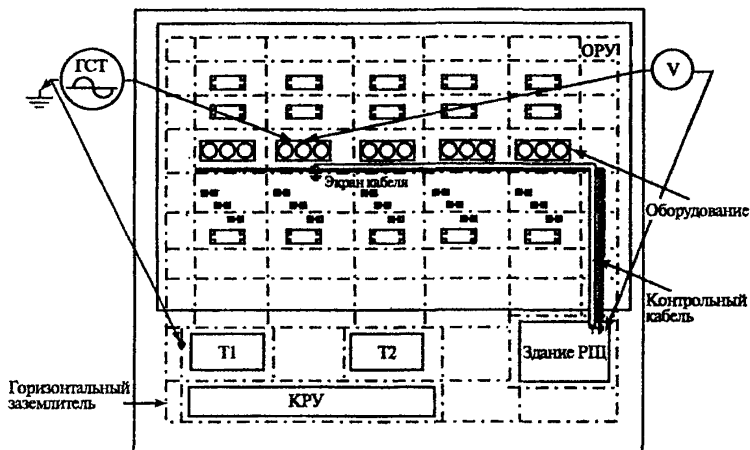 ГСТ
V
ОРУ
Экран кабеля
Оборудование
Контрольный
кабель
Т1
Т2
Здание РЩ
Горизонтальный
заземлитель
КРУ